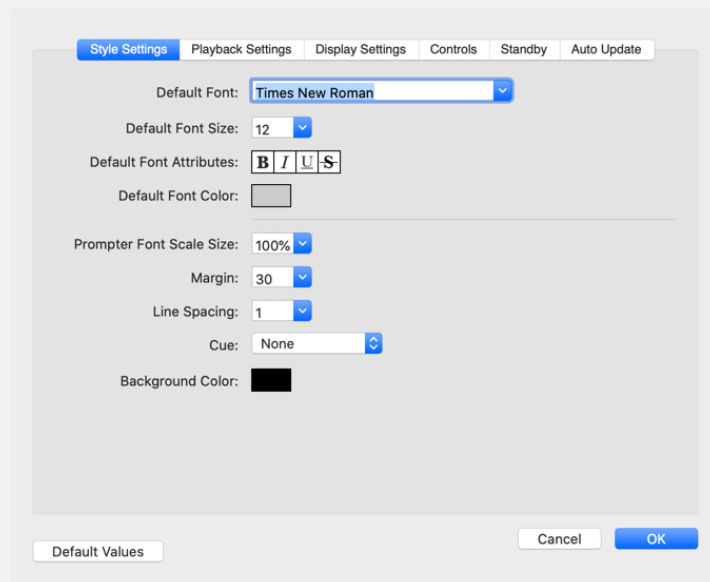 Style Settings Playback Settings Display Settings Controls Standby Auto Update
Default Font: Times New Roman
Default Font Size: 12
Default Font Attributes: B I U S
Default Font Color:
Prompter Font Scale Size: 100%
Margin: 30
Line Spacing: 1
Cue: None
Background Color:
Cancel OK
Default Values